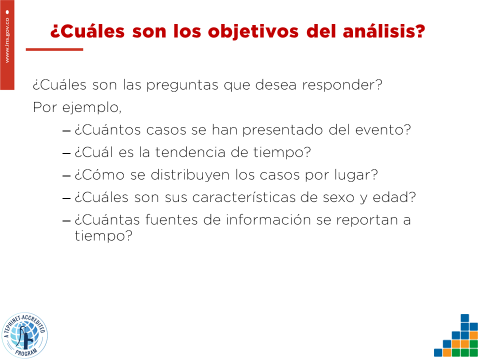 www.ins.gov.co
¿Cuáles son los objetivos del análisis?
¿Cuáles son las preguntas que desea responder?
Por ejemplo,
– ¿Cuántos casos se han presentado del evento?
– ¿Cuál es la tendencia de tiempo?
– ¿Cómo se distribuyen los casos por lugar?
– ¿Cuáles son sus características de sexo y edad?
– ¿Cuántas fuentes de información se reportan a
tiempo?
A TEPHINET ACCREDITED
PROGRAM